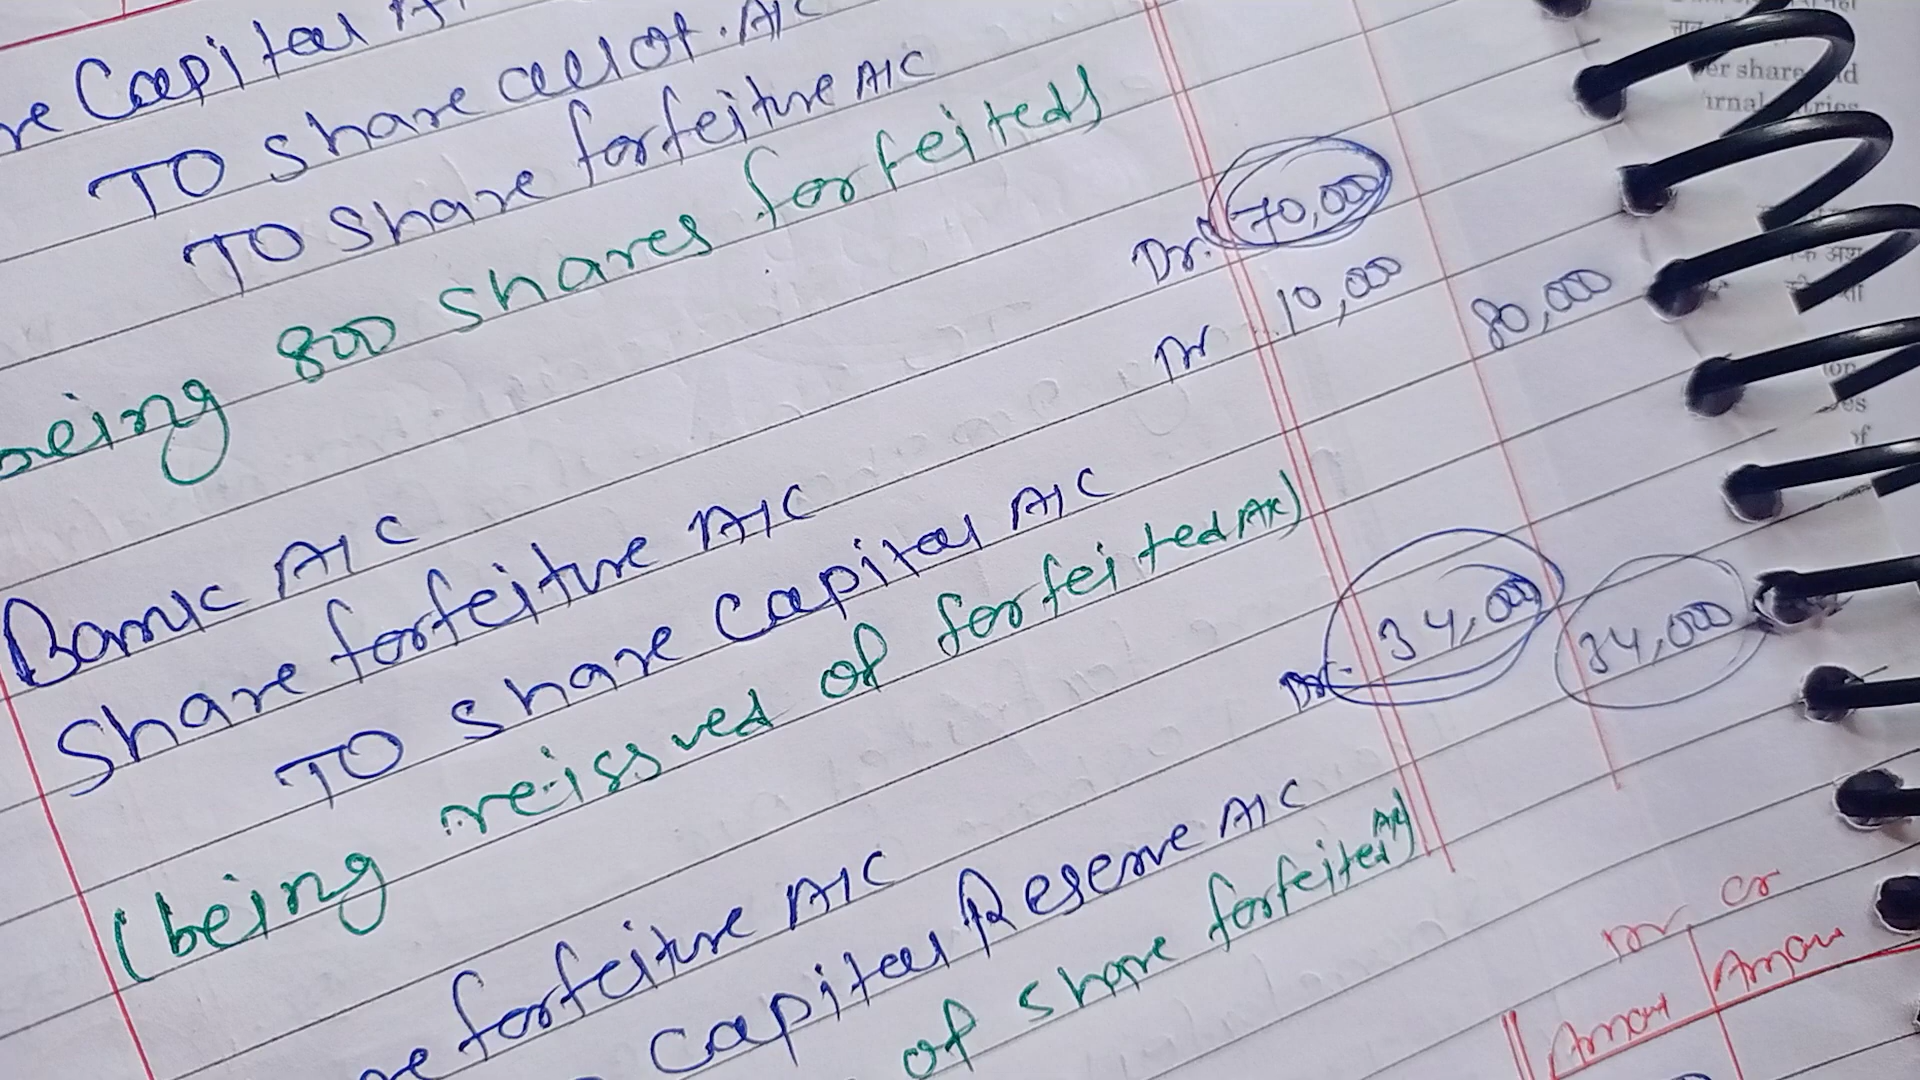 re Capital A
TO Share allot. A/C
TO Share forfeiture A/C
being 800 shares forfeited)
Bank A/C Dr. 70,000
Share forfeiture A/C Dr 10,000
TO Share Capital A/C 80,000
(being reissued of forfeited
forfeiture A/C Dr. 34,000
Capital Reserve A/C 34,000
of share forfeited
Dr Cr
Amou
er share